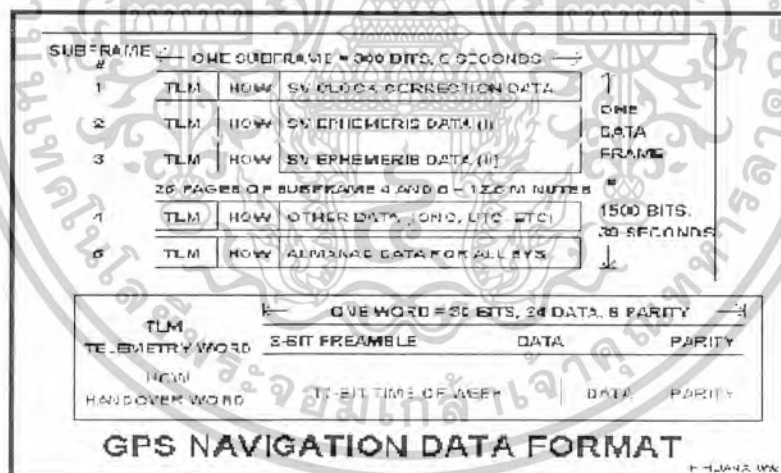 SUBFRAME # ONE SUBFRAME = 300 BITS, 6 SECONDS
1 TLM HOW SV CLOCK CORRECTION DATA
ONE DATA FRAME = 1500 BITS, 30 SECONDS
2 TLM HOW SV EPHEMERIS DATA (I)
3 TLM HOW SV EPHEMERIS DATA (II)
25 PAGES OF SUBFRAME 4 AND 5 = 12.5 MINUTES
4 TLM HOW OTHER DATA (IONO, UTC, ETC)
5 TLM HOW ALMANAC DATA FOR ALL SVS
ONE WORD = 30 BITS, 24 DATA, 6 PARITY
TLM
TELEMETRY WORD 8-BIT PREAMBLE DATA PARITY
HOW
HANDOVER WORD 17-BIT TIME OF WEEK DATA PARITY
GPS NAVIGATION DATA FORMAT